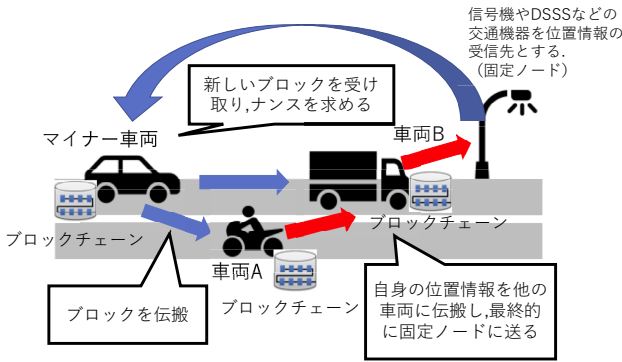 信号機やDSSSなどの
交通機器を位置情報の
受信先とする.
（固定ノード）
新しいブロックを受け
取り,ナンスを求める
マイナー車両
車両B
ブロックチェーン
ブロックチェーン
車両A
ブロックチェーン
ブロックを伝搬
自身の位置情報を他の
車両に伝搬し,最終的
に固定ノードに送る